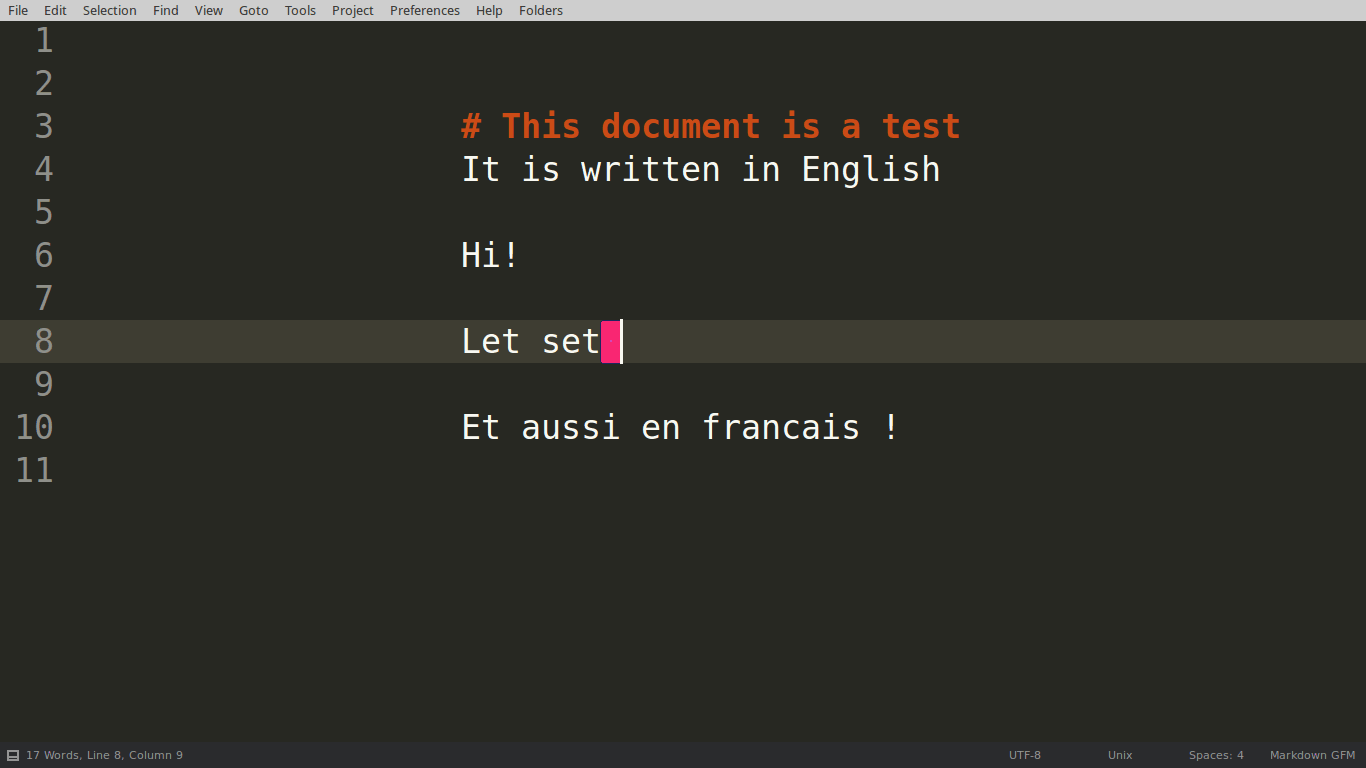 File Edit Selection Find View Goto Tools Project Preferences Help Folders
1
2
3 # This document is a test
4 It is written in English
5
6 Hi!
7
8 Let set
9
10 Et aussi en francais !
11
17 Words, Line 8, Column 9 UTF-8 Unix Spaces: 4 Markdown GFM